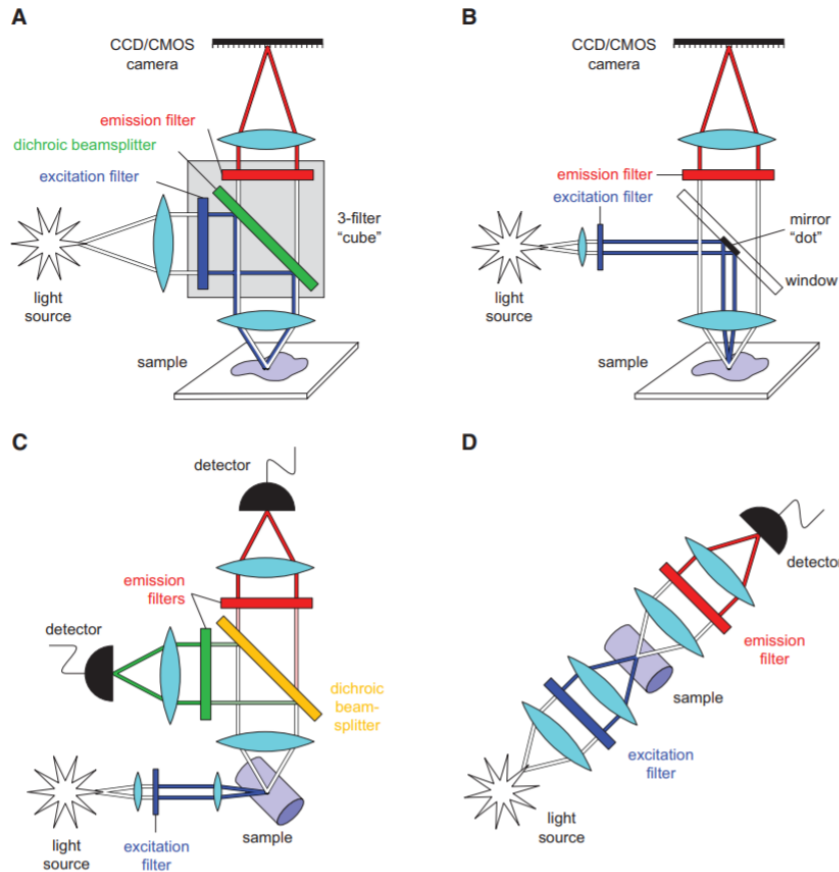 A
CCD/CMOS
camera
emission filter
dichroic beamsplitter
excitation filter
3-filter
"cube"
light
source
sample
B
CCD/CMOS
camera
emission filter
excitation filter
mirror
"dot"
window
light
source
sample
C
detector
emission
filters
detector
dichroic
beam-
splitter
light
source
excitation
filter
sample
D
detector
emission
filter
sample
excitation
filter
light
source